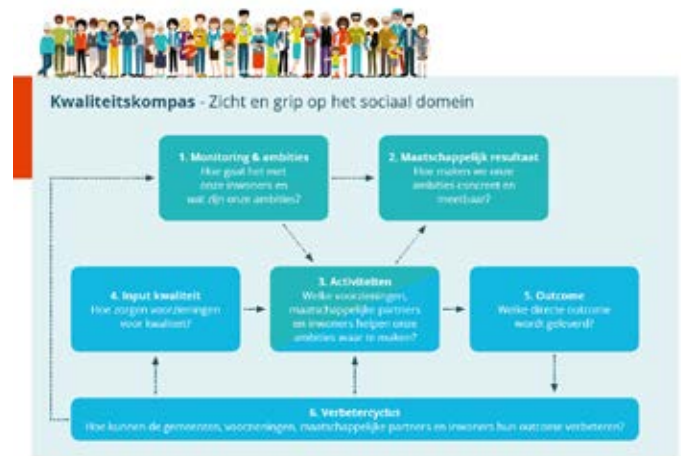 Kwaliteitskompas - Zicht en grip op het sociaal domein
1. Monitoring & ambities
Hoe gaat het met
onze inwoners en
wat zijn onze ambities?
2. Maatschappelijk resultaat
Hoe maken we onze
ambities concreet en
meetbaar?
4. Input kwaliteit
Hoe zorgen voorzieningen
voor kwaliteit?
3. Activiteiten
Welke voorzieningen,
maatschappelijke partners
en inwoners helpen onze
ambities waar te maken?
5. Outcome
Welke directe outcome
wordt geleverd?
6. Verbetercyclus
Hoe kunnen de gemeenten, voorzieningen, maatschappelijke partners en inwoners hun outcome verbeteren?